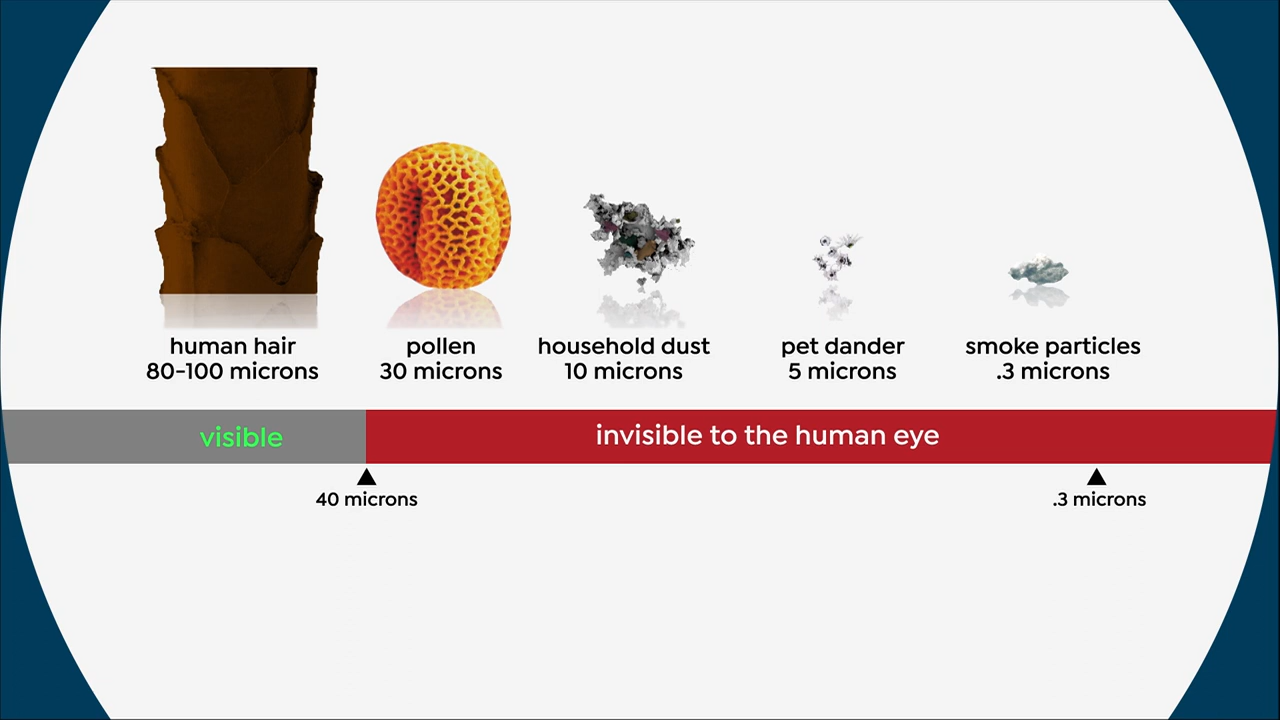 human hair
80-100 microns
pollen
30 microns
household dust
10 microns
pet dander
5 microns
smoke particles
.3 microns
visible
invisible to the human eye
40 microns
.3 microns